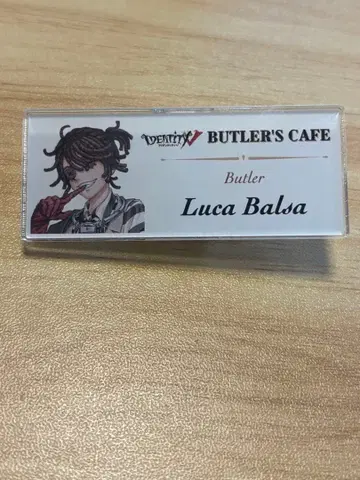 IDENTITY V BUTLER'S CAFE
Butler
Luca Balsa